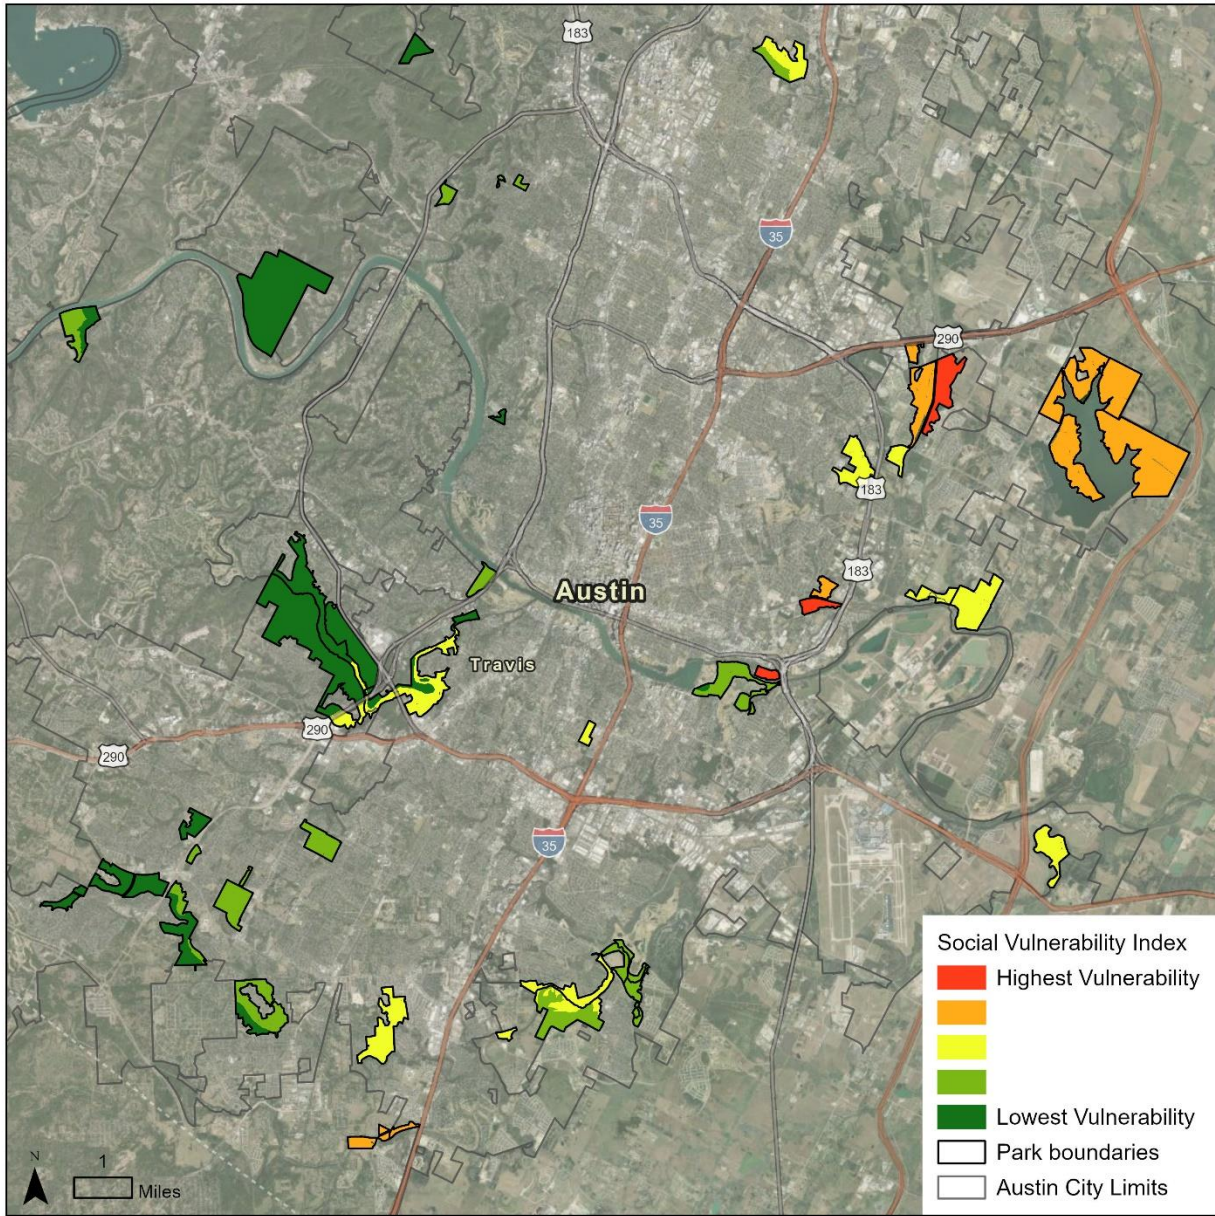 183
35
290
183
35
183
Austin
Travis
290
290
35
Social Vulnerability Index
Highest Vulnerability
Lowest Vulnerability
Park boundaries
Austin City Limits
N
1
Miles